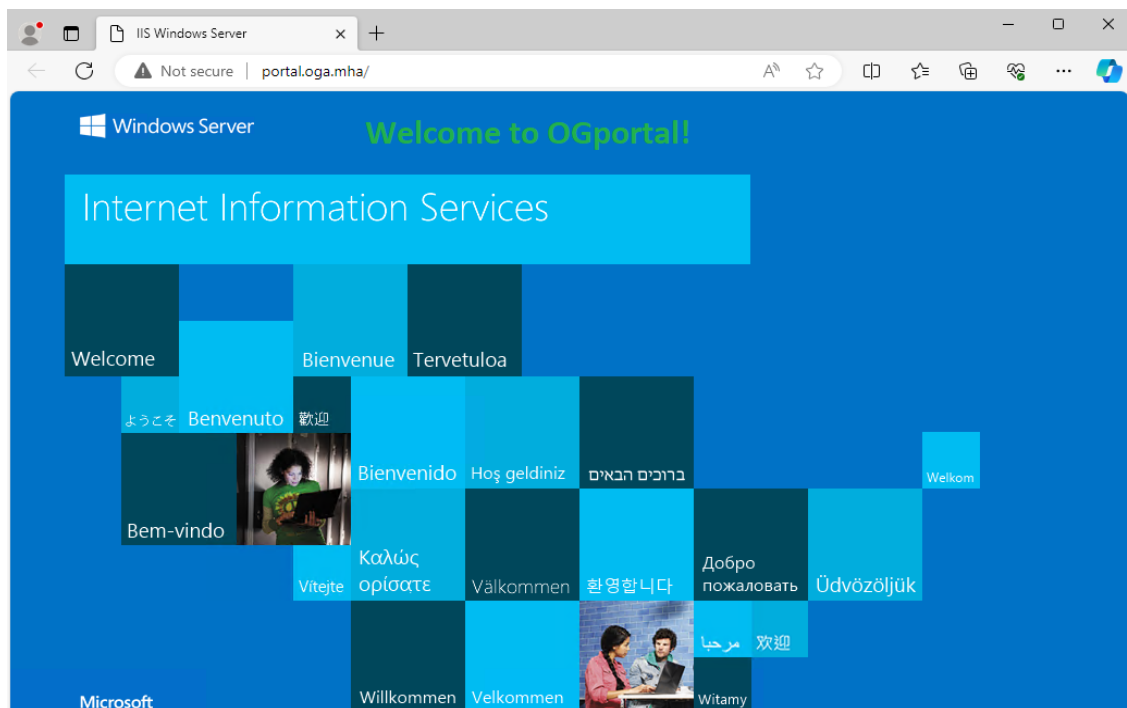 IIS Windows Server
Not secure
portal.oga.mha/
Windows Server
Welcome to OGportal!
Internet Information Services
Welcome
Bienvenue
Tervetuloa
ようこそ
Benvenuto
歡迎
Bienvenido
Hoş geldiniz
ברוכים הבאים
Welkom
Bem-vindo
Vítejte
Καλώς
ορίσατε
Välkommen
환영합니다
Добро
пожаловать
Üdvözöljük
مرحبا
欢迎
Microsoft
Willkommen
Velkommen
Witamy